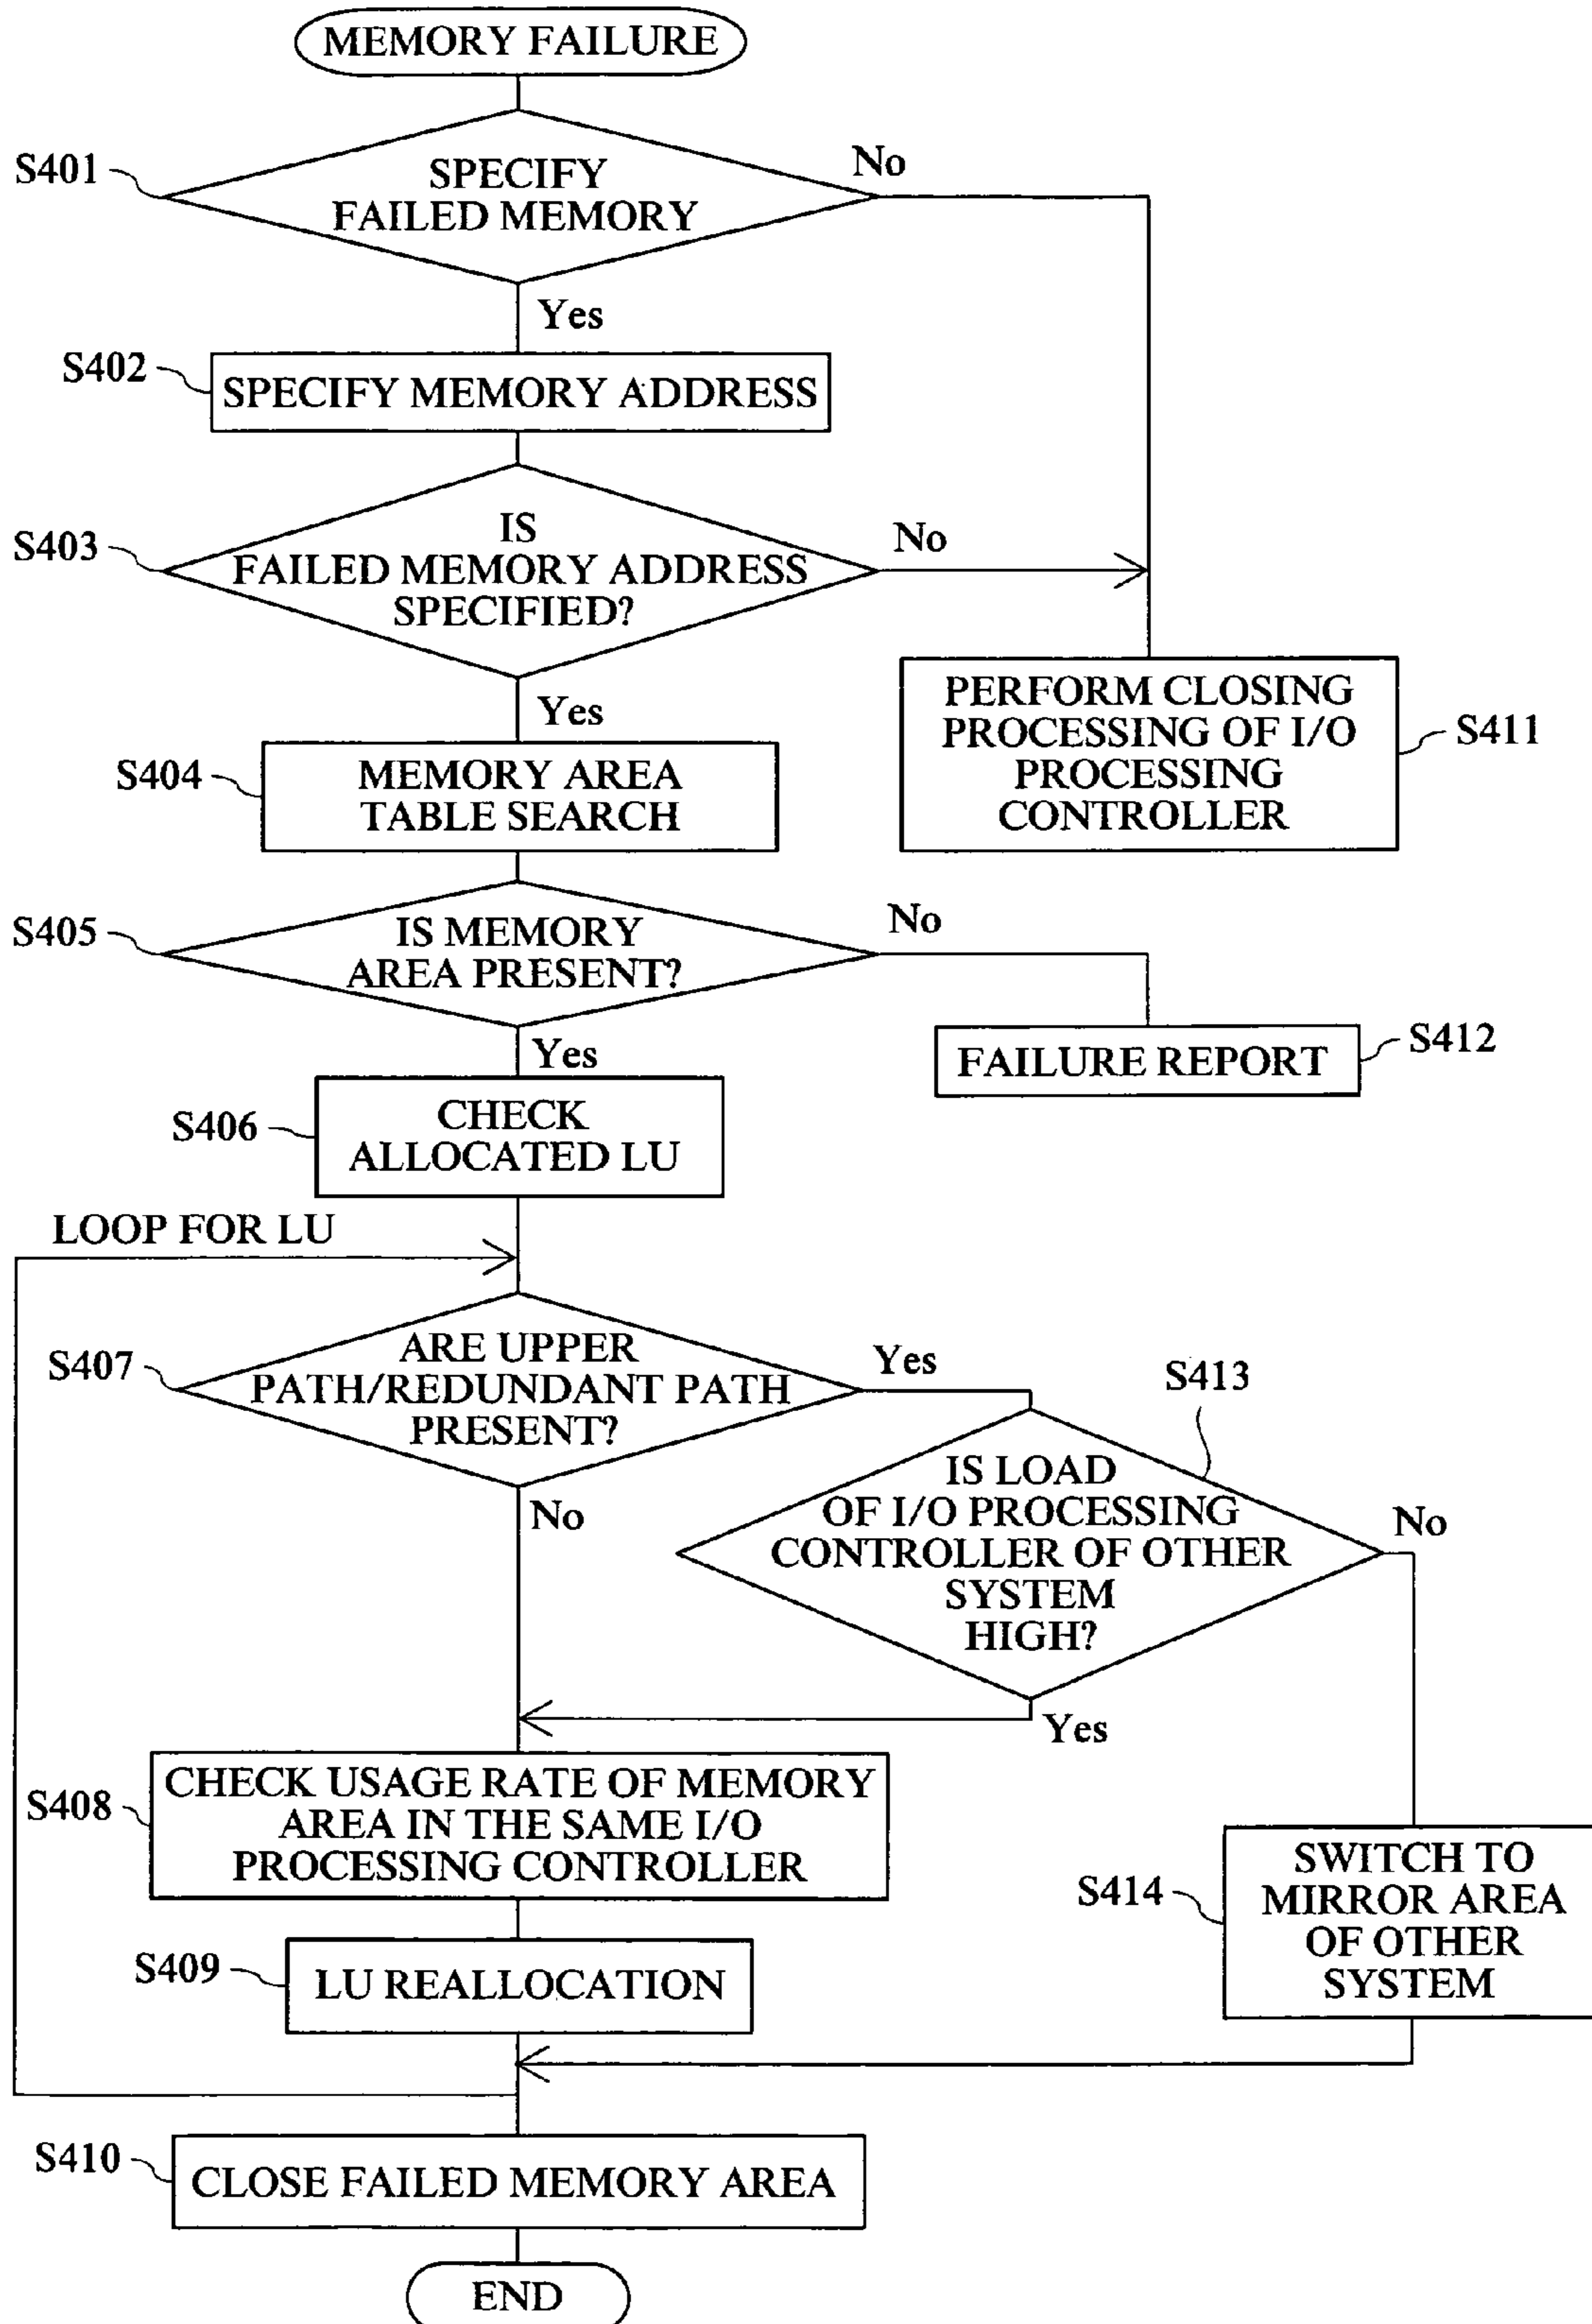 MEMORY FAILURE
S401
SPECIFY
FAILED MEMORY
No
Yes
S402
SPECIFY MEMORY ADDRESS
S403
IS
FAILED MEMORY ADDRESS
SPECIFIED?
No
Yes
PERFORM CLOSING
PROCESSING OF I/O
PROCESSING
CONTROLLER
S411
S404
MEMORY AREA
TABLE SEARCH
S405
IS MEMORY
AREA PRESENT?
No
Yes
FAILURE REPORT
S412
S406
CHECK
ALLOCATED LU
LOOP FOR LU
S407
ARE UPPER
PATH/REDUNDANT PATH
PRESENT?
Yes
No
S413
IS LOAD
OF I/O PROCESSING
CONTROLLER OF OTHER
SYSTEM
HIGH?
No
Yes
S408
CHECK USAGE RATE OF MEMORY
AREA IN THE SAME I/O
PROCESSING CONTROLLER
S414
SWITCH TO
MIRROR AREA
OF OTHER
SYSTEM
S409
LU REALLOCATION
S410
CLOSE FAILED MEMORY AREA
END